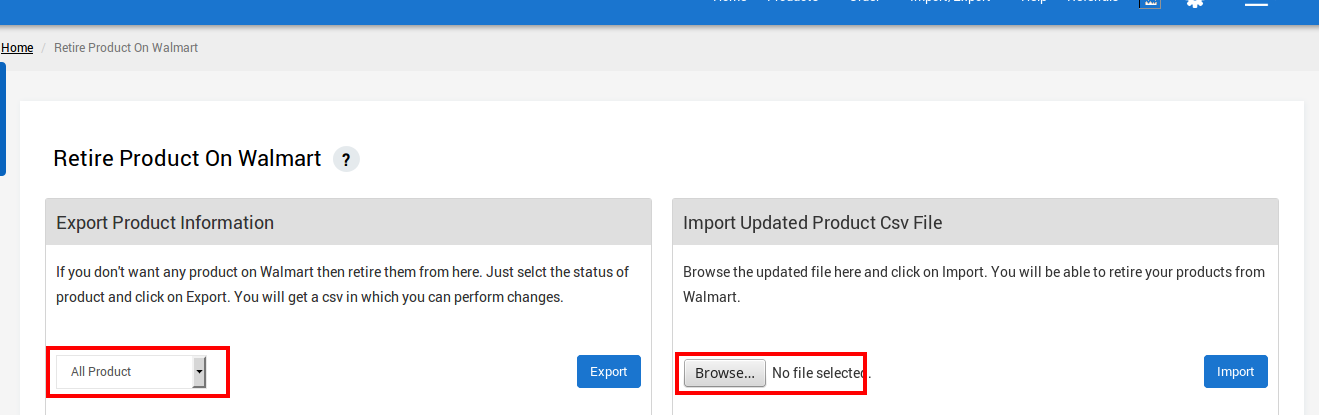 Home Products Order Import/Export Help Referrals
Home / Retire Product On Walmart
Retire Product On Walmart ?
Export Product Information
If you don't want any product on Walmart then retire them from here. Just selct the status of
product and click on Export. You will get a csv in which you can perform changes.
All Product
Export
Import Updated Product Csv File
Browse the updated file here and click on Import. You will be able to retire your products from
Walmart.
Browse... No file selected.
Import